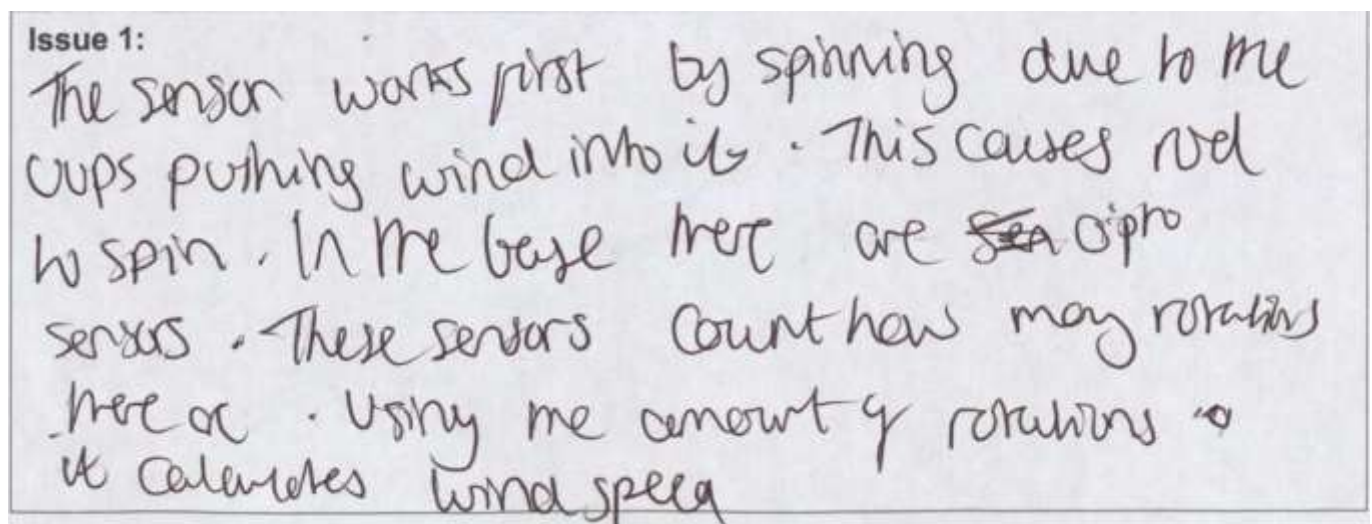 Issue 1:
The sensor works first by spinning due to the
cups pushing wind into it. This causes rod
to spin. In the base there are opto
sensors. These sensors count how many rotations
there are. Using the amount of rotations
it calculates wind speed